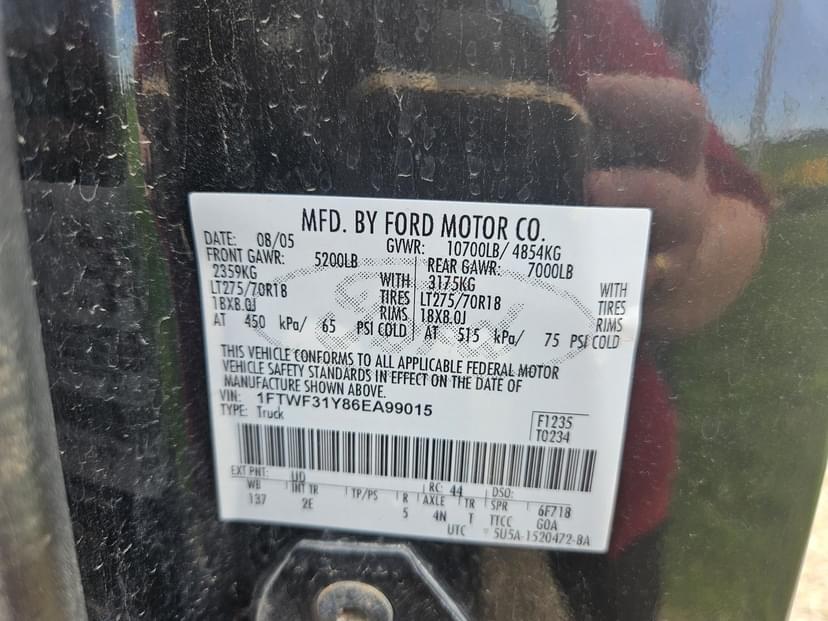 MFD. BY FORD MOTOR CO.
DATE: 08/05 GVWR: 10700LB/ 4854KG
FRONT GAWR: 5200LB REAR GAWR: 7000LB
2359KG WITH 3175KG WITH
LT275/70R18 TIRES LT275/70R18 TIRES
18X8.0J RIMS 18X8.0J RIMS
AT 450 kPa/ 65 PSI COLD AT 515 kPa/ 75 PSI COLD
THIS VEHICLE CONFORMS TO ALL APPLICABLE FEDERAL MOTOR
VEHICLE SAFETY STANDARDS IN EFFECT ON THE DATE OF
MANUFACTURE SHOWN ABOVE.
VIN: 1FTWF31Y86EA99015
TYPE: Truck
F1235
T0234
EXT PNT: UD RC: 44 DSO:
WB INT TR TP/PS R AXLE TR SPR 6F718
137 2E 5 4N T TTCC G0A
UTC 5U5A-1520472-8A